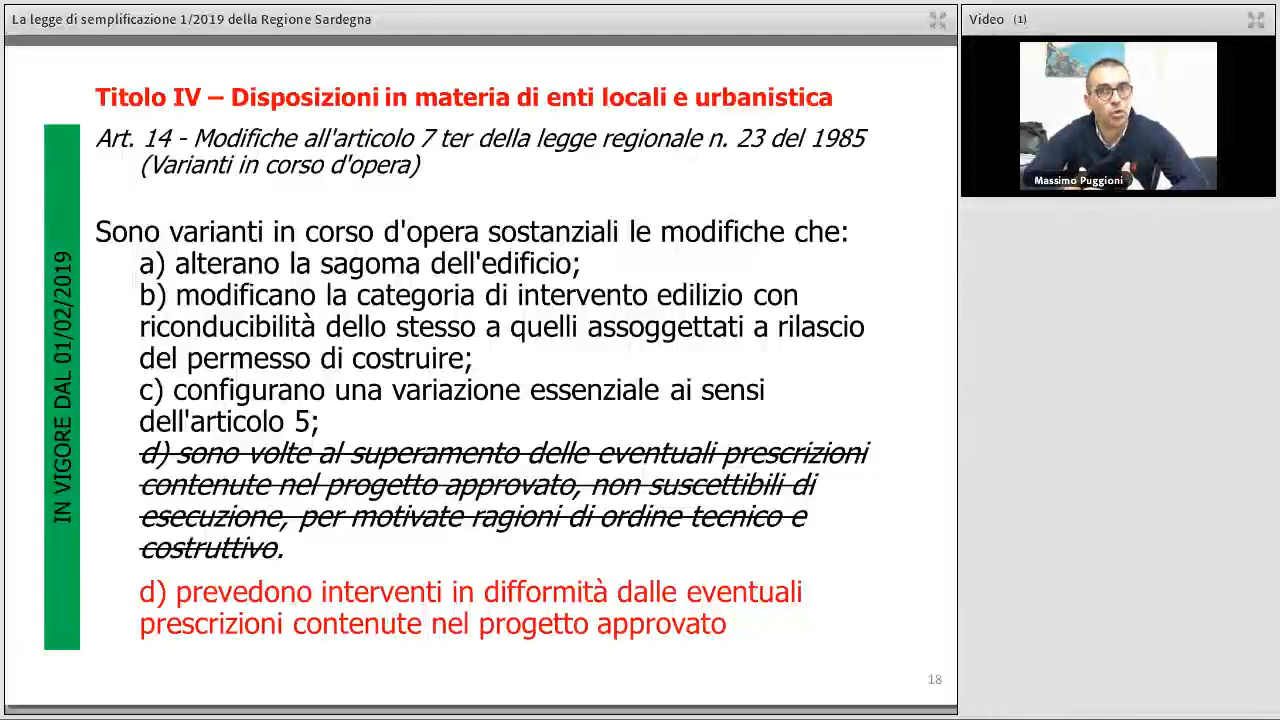 La legge di semplificazione 1/2019 della Regione Sardegna
Video (1)
Massimo Puggioni
Titolo IV – Disposizioni in materia di enti locali e urbanistica
Art. 14 - Modifiche all'articolo 7 ter della legge regionale n. 23 del 1985
(Varianti in corso d'opera)
IN VIGORE DAL 01/02/2019
Sono varianti in corso d'opera sostanziali le modifiche che:
a) alterano la sagoma dell'edificio;
b) modificano la categoria di intervento edilizio con
riconducibilità dello stesso a quelli assoggettati a rilascio
del permesso di costruire;
c) configurano una variazione essenziale ai sensi
dell'articolo 5;
d) sono volte al superamento delle eventuali prescrizioni
contenute nel progetto approvato, non suscettibili di
esecuzione, per motivate ragioni di ordine tecnico e
costruttivo.
d) prevedono interventi in difformità dalle eventuali
prescrizioni contenute nel progetto approvato
18